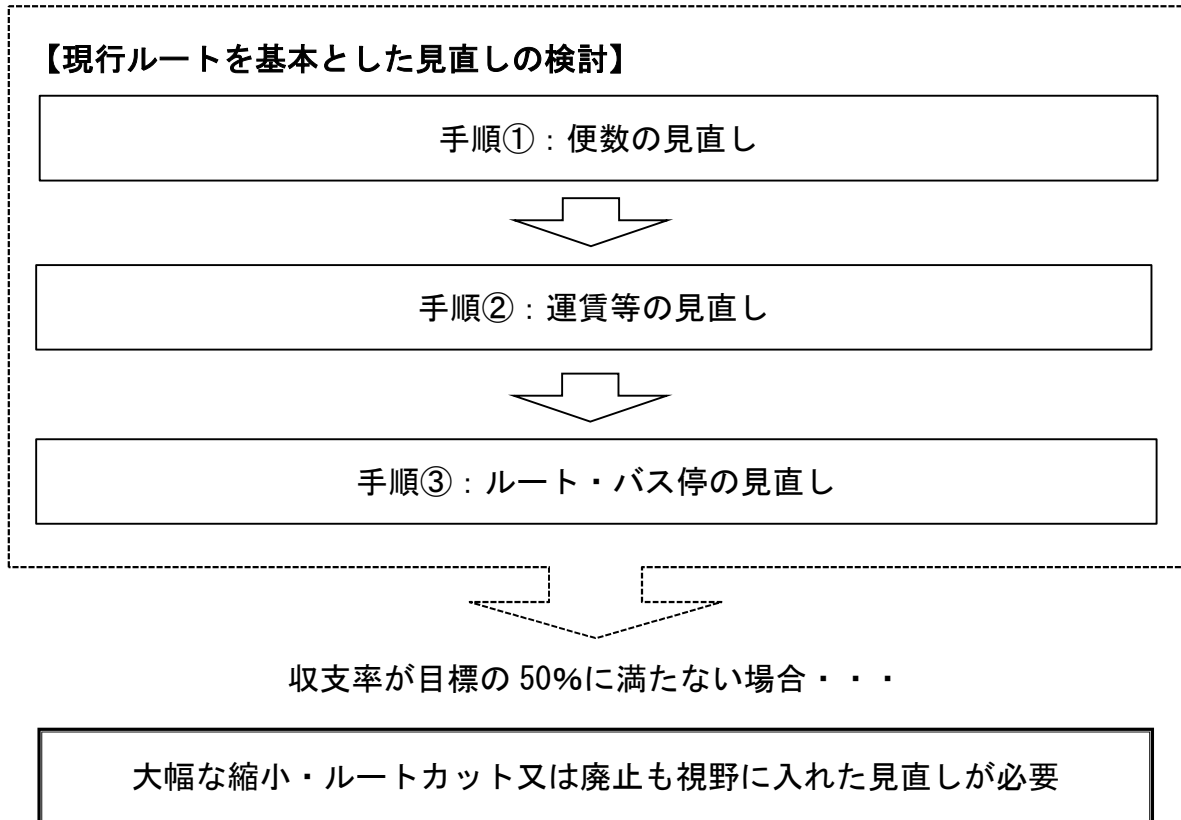 【現行ルートを基本とした見直しの検討】
手順①：便数の見直し
手順②：運賃等の見直し
手順③：ルート・バス停の見直し
収支率が目標の 50%に満たない場合・・・
大幅な縮小・ルートカット又は廃止も視野に入れた見直しが必要